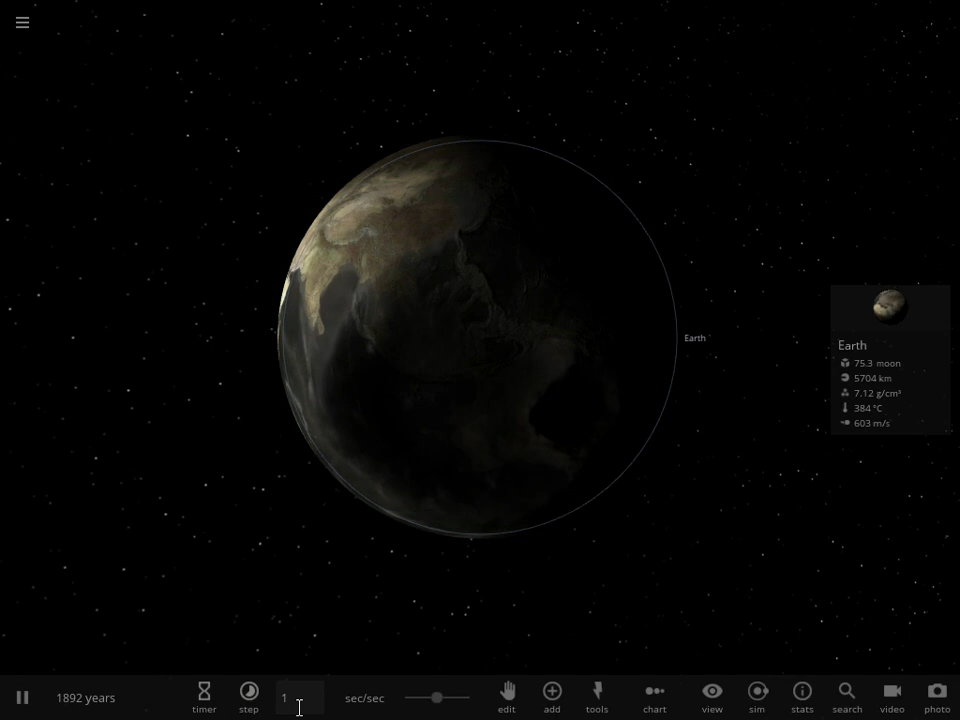 Earth
Earth
75.3 moon
5704 km
7.12 g/cm³
384 °C
603 m/s
1892 years
timer
step
1
sec/sec
edit
add
tools
chart
view
sim
stats
search
video
photo